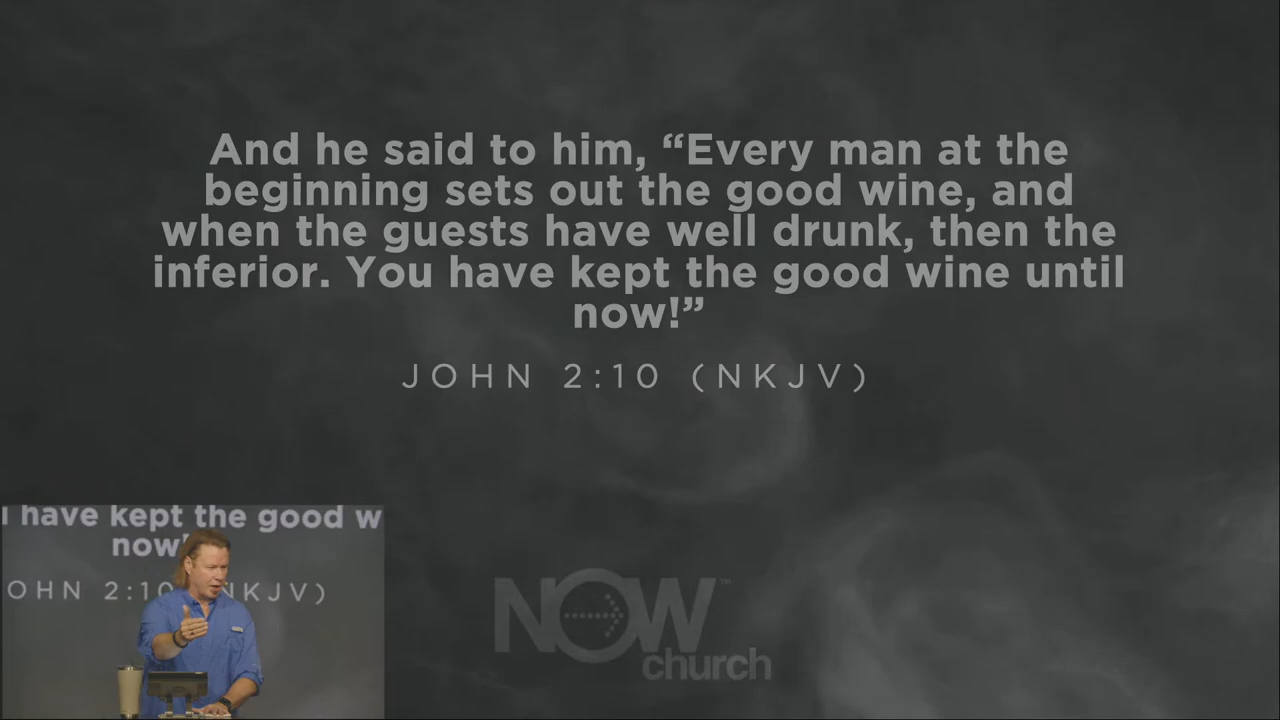 And he said to him, “Every man at the
beginning sets out the good wine, and
when the guests have well drunk, then the
inferior. You have kept the good wine until
now!”
JOHN 2:10 (NKJV)
have kept the good w
now!
OHN 2:10 NKJV)
NOW™
church